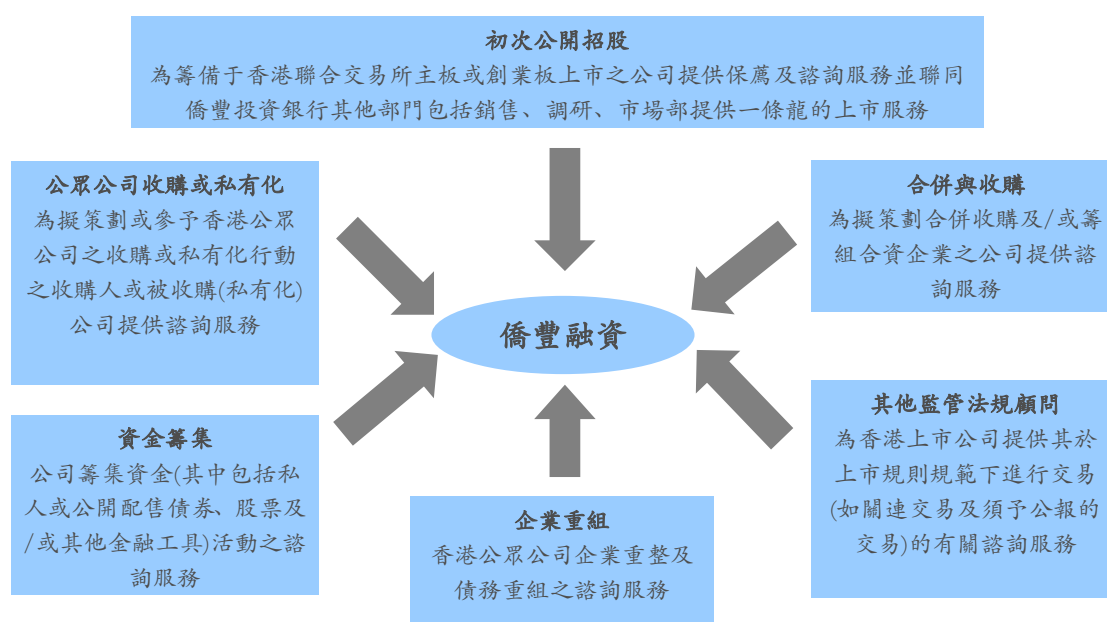 初次公開招股
為籌備于香港聯合交易所主板或創業板上市之公司提供保薦及諮詢服務並聯同
僑豐投資銀行其他部門包括銷售、調研、市場部提供一條龍的上市服務
公眾公司收購或私有化
為擬策劃或參予香港公眾
公司之收購或私有化行動
之收購人或被收購(私有化)
公司提供諮詢服務
合併與收購
為擬策劃合併收購及/或籌
組合資企業之公司提供諮
詢服務
僑豐融資
資金籌集
公司籌集資金(其中包括私
人或公開配售債券、股票及
/或其他金融工具)活動之諮
詢服務
企業重組
香港公眾公司企業重整及
債務重組之諮詢服務
其他監管法規顧問
為香港上市公司提供其於
上市規則規範下進行交易
(如關連交易及須予公報的
交易)的有關諮詢服務